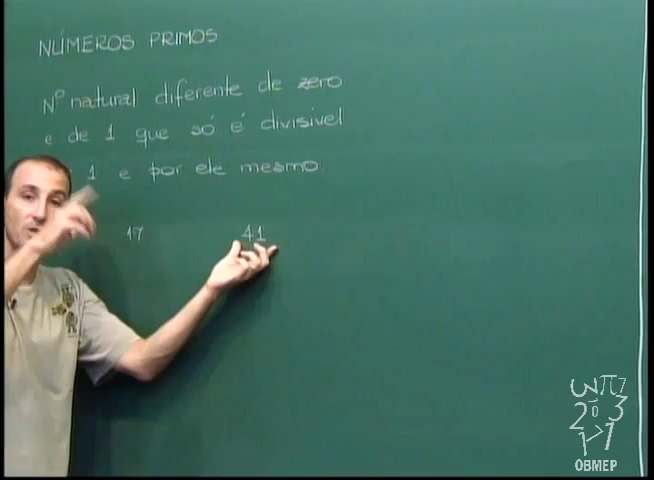 NÚMEROS PRIMOS
Nº natural diferente de zero
e de 1 que só é divisível
1 e por ele mesmo.
17 41
OBMEP